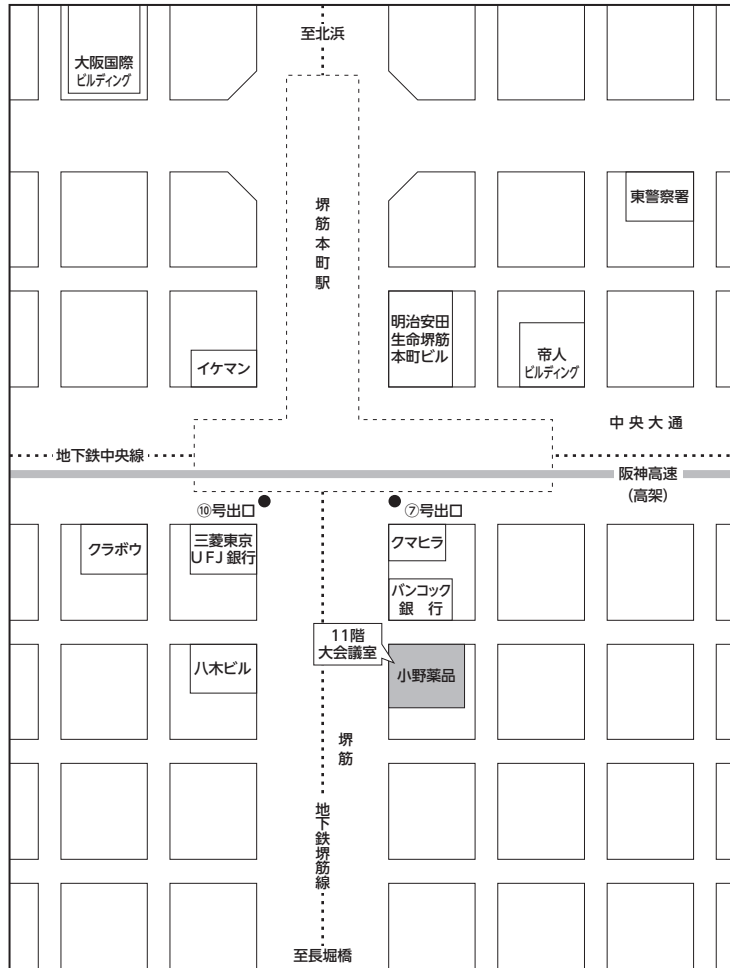 至北浜
大阪国際
ビルディング
堺筋本町駅
東警察署
明治安田
生命堺筋
本町ビル
帝人
ビルディング
イケマン
中央大通
地下鉄中央線
阪神高速
(高架)
⑩号出口
⑦号出口
クラボウ
三菱東京
UFJ銀行
クマヒラ
バンコック
銀 行
11階
大会議室
八木ビル
小野薬品
堺筋
地下鉄堺筋線
至長堀橋